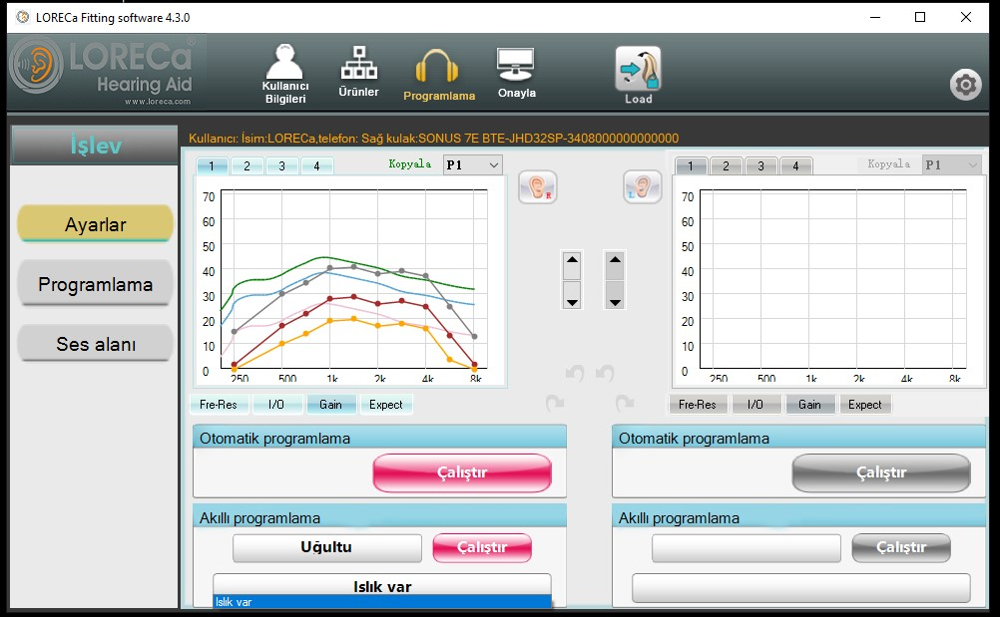 LORECa Fitting software 4.3.0
LORECa
Hearing Aid
www.loreca.com
Kullanıcı
Bilgileri
Ürünler
Programlama
Onayla
Load
İşlev
Kullanıcı: İsim:LORECa,telefon: Sağ kulak:SONUS 7E BTE-JHD32SP-3408000000000000
Ayarlar
Programlama
Ses alanı
1 2 3 4 Kopyala P1
70
60
50
40
30
20
10
0
250 500 1k 2k 4k 8k
R
L
1 2 3 4 Kopyala P1
70
60
50
40
30
20
10
0
250 500 1k 2k 4k 8k
Fre-Res I/O Gain Expect
Fre-Res I/O Gain Expect
Otomatik programlama
Çalıştır
Otomatik programlama
Çalıştır
Akıllı programlama
Uğultu Çalıştır
Islık var
Islık var
Akıllı programlama
Çalıştır